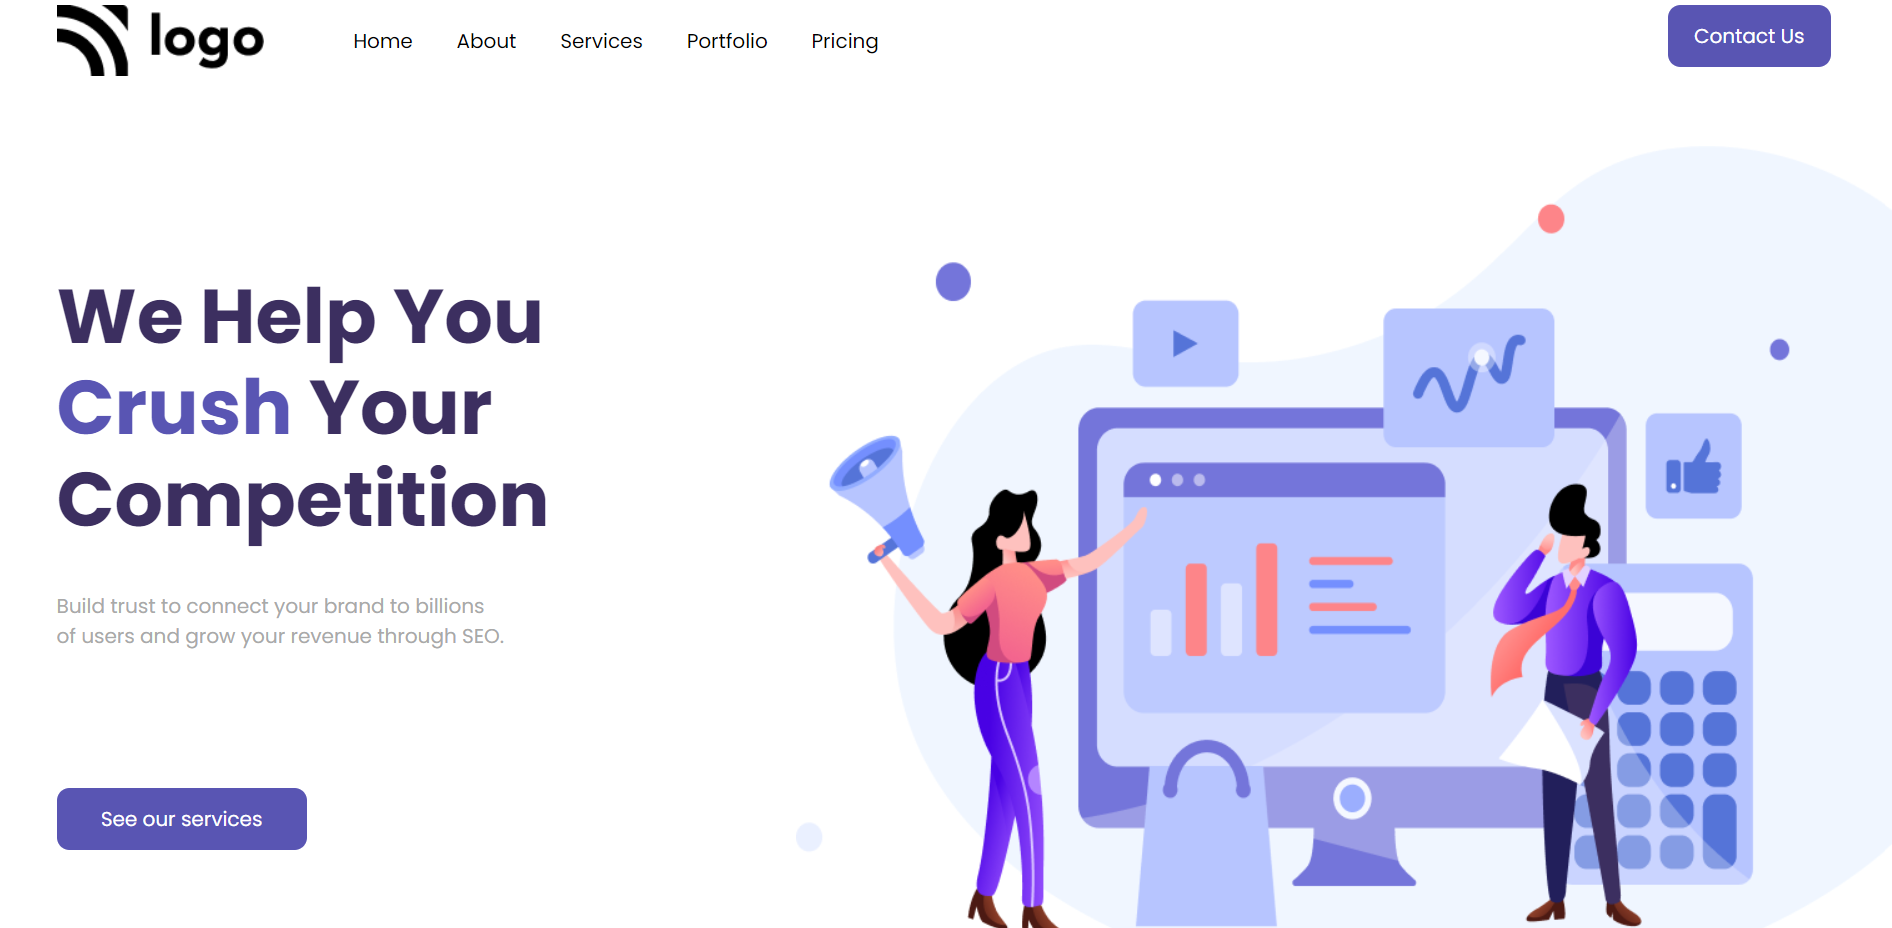 logo
Home About Services Portfolio Pricing
Contact Us
We Help You
Crush Your
Competition
Build trust to connect your brand to billions
of users and grow your revenue through SEO.
See our services